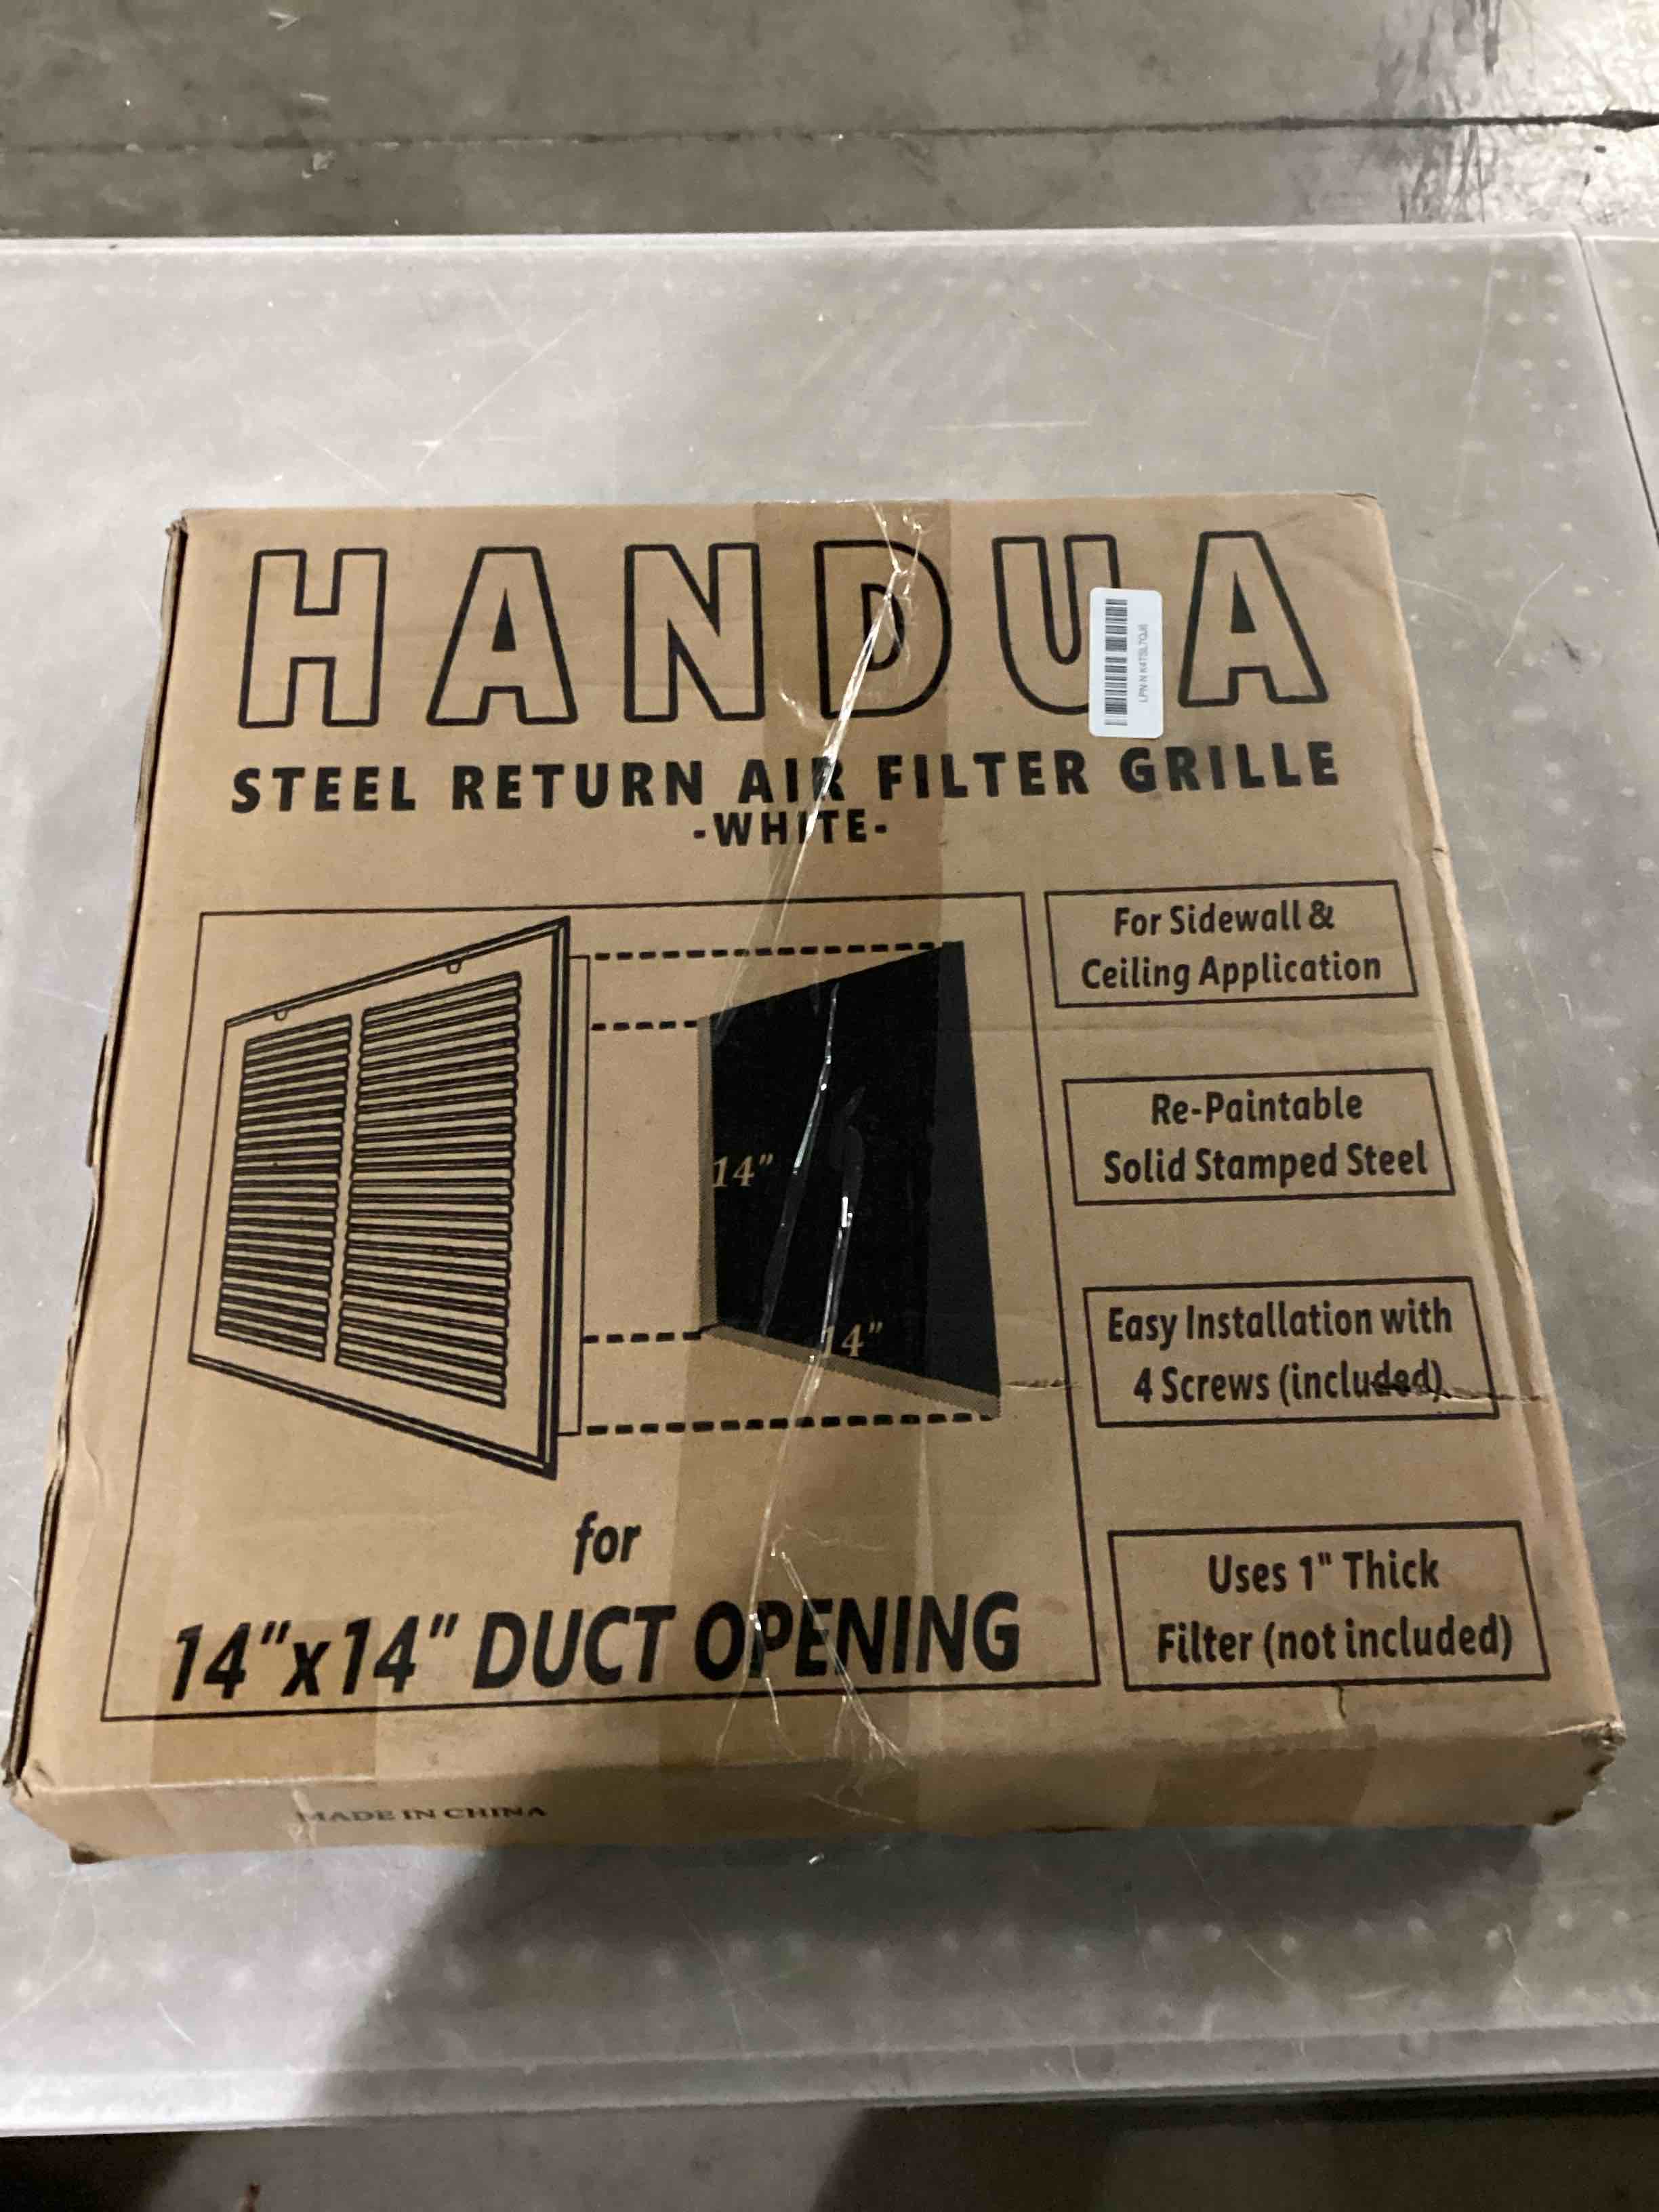 HANDUA
STEEL RETURN AIR FILTER GRILLE
-WHITE-
For Sidewall &
Ceiling Application
Re-Paintable
Solid Stamped Steel
14"
14"
Easy Installation with
4 Screws (included)
for
14"x14" DUCT OPENING
Uses 1" Thick
Filter (not included)
MADE IN CHINA